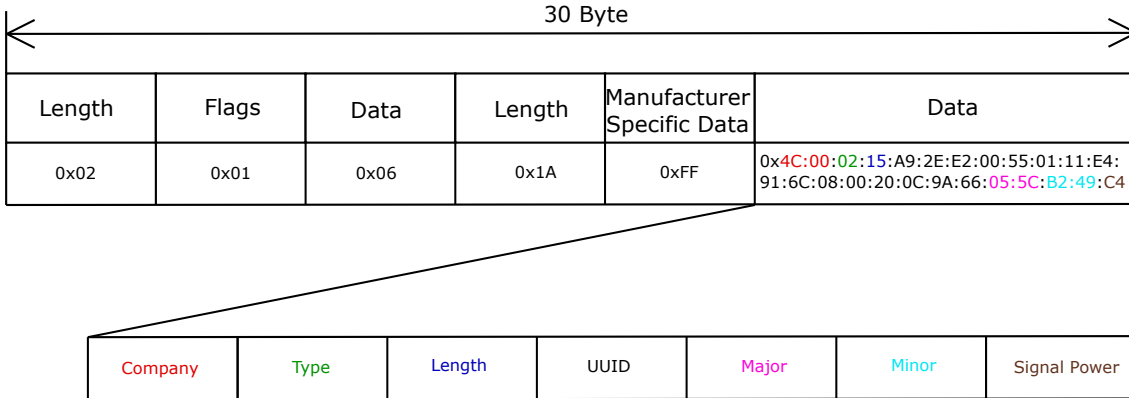 30 Byte
Length Flags Data Length Manufacturer Specific Data Data
0x02 0x01 0x06 0x1A 0xFF 0x4C:00:02:15:A9:2E:E2:00:55:01:11:E4:
91:6C:08:00:20:0C:9A:66:05:5C:B2:49:C4
Company Type Length UUID Major Minor Signal Power